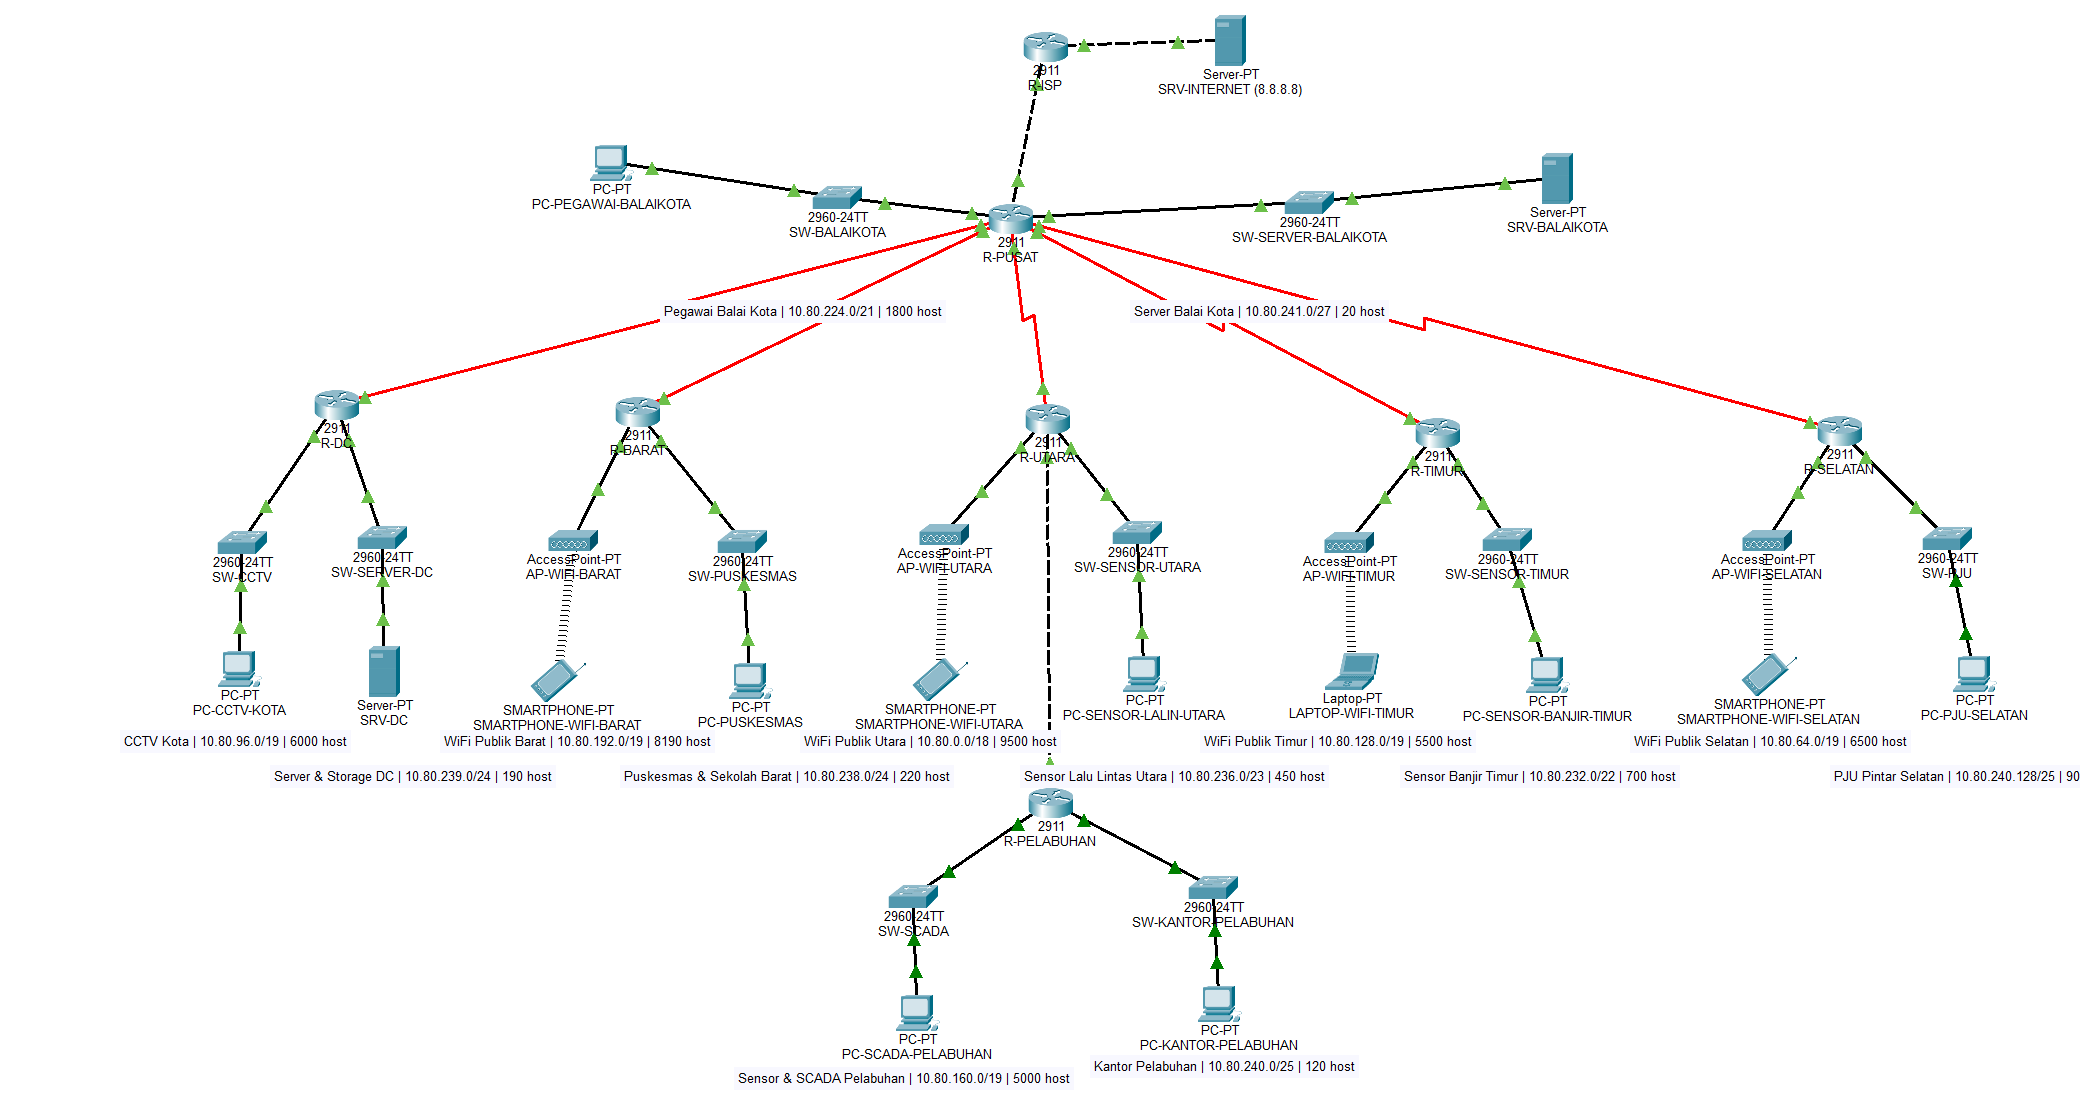 2911
R-ISP
Server-PT
SRV-INTERNET (8.8.8.8)
PC-PT
PC-PEGAWAI-BALAIKOTA
2960-24TT
SW-BALAIKOTA
2911
R-PUSAT
2960-24TT
SW-SERVER-BALAIKOTA
Server-PT
SRV-BALAIKOTA
Pegawai Balai Kota | 10.80.224.0/21 | 1800 host
Server Balai Kota | 10.80.241.0/27 | 20 host
2911
R-DC
2911
R-BARAT
2911
R-UTARA
2911
R-TIMUR
2911
R-SELATAN
2960-24TT
SW-CCTV
2960-24TT
SW-SERVER-DC
AccessPoint-PT
AP-WIFI-BARAT
2960-24TT
SW-PUSKESMAS
AccessPoint-PT
AP-WIFI-UTARA
2960-24TT
SW-SENSOR-UTARA
AccessPoint-PT
AP-WIFI-TIMUR
2960-24TT
SW-SENSOR-TIMUR
AccessPoint-PT
AP-WIFI-SELATAN
2960-24TT
SW-PJU
PC-PT
PC-CCTV-KOTA
Server-PT
SRV-DC
SMARTPHONE-PT
SMARTPHONE-WIFI-BARAT
PC-PT
PC-PUSKESMAS
SMARTPHONE-PT
SMARTPHONE-WIFI-UTARA
PC-PT
PC-SENSOR-LALIN-UTARA
Laptop-PT
LAPTOP-WIFI-TIMUR
PC-PT
PC-SENSOR-BANJIR-TIMUR
SMARTPHONE-PT
SMARTPHONE-WIFI-SELATAN
PC-PT
PC-PJU-SELATAN
CCTV Kota | 10.80.96.0/19 | 6000 host
WiFi Publik Barat | 10.80.192.0/19 | 8190 host
WiFi Publik Utara | 10.80.0.0/18 | 9500 host
WiFi Publik Timur | 10.80.128.0/19 | 5500 host
WiFi Publik Selatan | 10.80.64.0/19 | 6500 host
Server & Storage DC | 10.80.239.0/24 | 190 host
Puskesmas & Sekolah Barat | 10.80.238.0/24 | 220 host
Sensor Lalu Lintas Utara | 10.80.236.0/23 | 450 host
Sensor Banjir Timur | 10.80.232.0/22 | 700 host
PJU Pintar Selatan | 10.80.240.128/25 | 90
2911
R-PELABUHAN
2960-24TT
SW-SCADA
2960-24TT
SW-KANTOR-PELABUHAN
PC-PT
PC-SCADA-PELABUHAN
PC-PT
PC-KANTOR-PELABUHAN
Sensor & SCADA Pelabuhan | 10.80.160.0/19 | 5000 host
Kantor Pelabuhan | 10.80.240.0/25 | 120 host